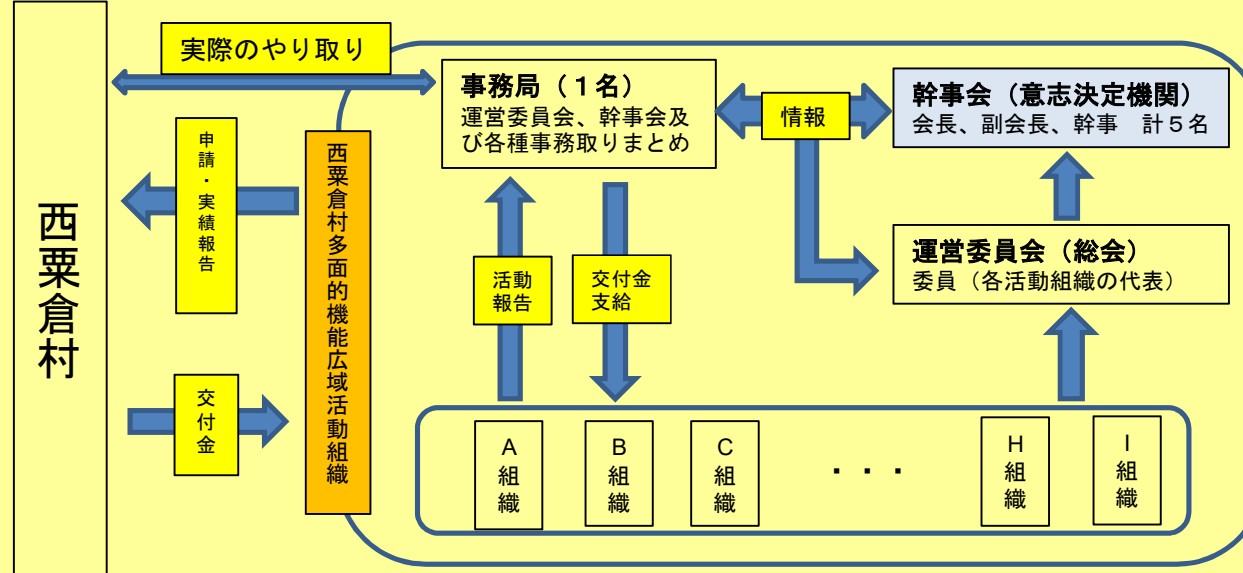 西粟倉村
実際のやり取り
申請・実績報告
交付金
西粟倉村多面的機能広域活動組織
事務局（１名）
運営委員会、幹事会及
び各種事務取りまとめ
情報
幹事会（意志決定機関）
会長、副会長、幹事　計５名
運営委員会（総会）
委員（各活動組織の代表）
活動
報告
交付金
支給
A組織
B組織
C組織
・・・
H組織
I組織